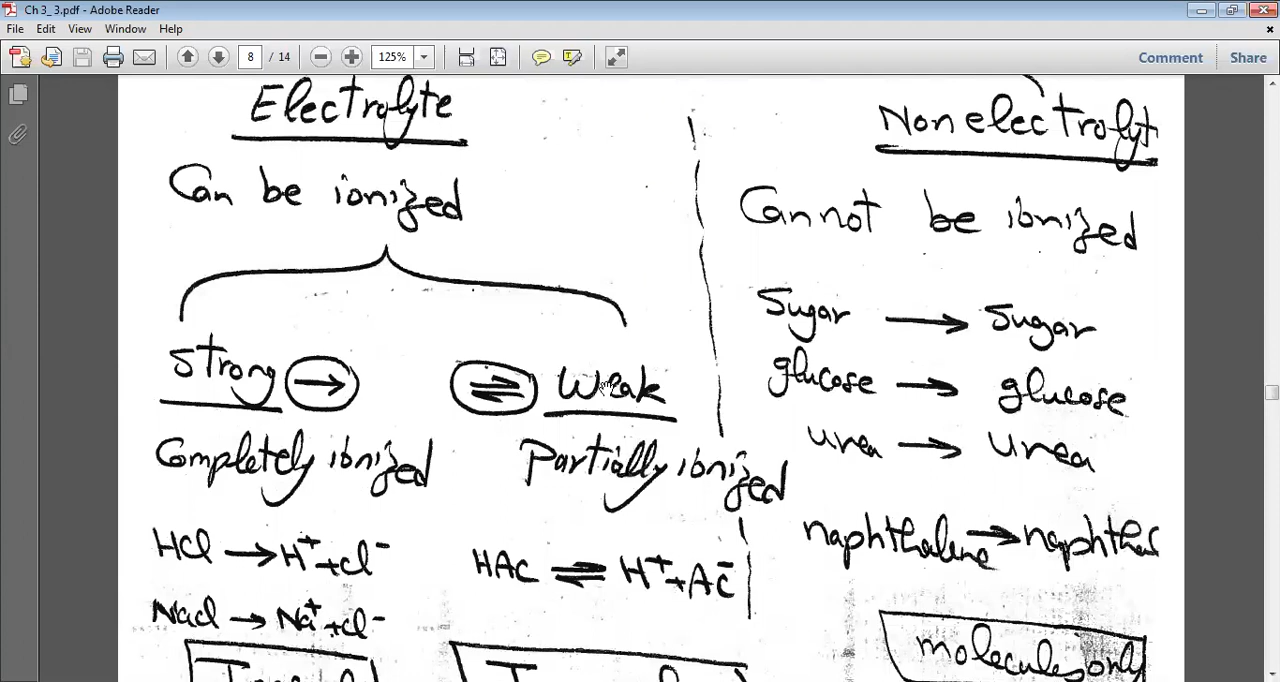 Ch 3_3.pdf - Adobe Reader
File Edit View Window Help
8 / 14 125% Comment Share
Electrolyte
Can be ionized
Strong →
⇌ Weak
Completely ionized
Partially ionized
HCl → H+ + Cl-
NaCl → Na+ + Cl-
HAC ⇌ H+ + AC-
Nonelectrolyt
Cannot be ionized
Sugar → Sugar
glucose → glucose
urea → urea
naphthalene → naphthal
molecules only